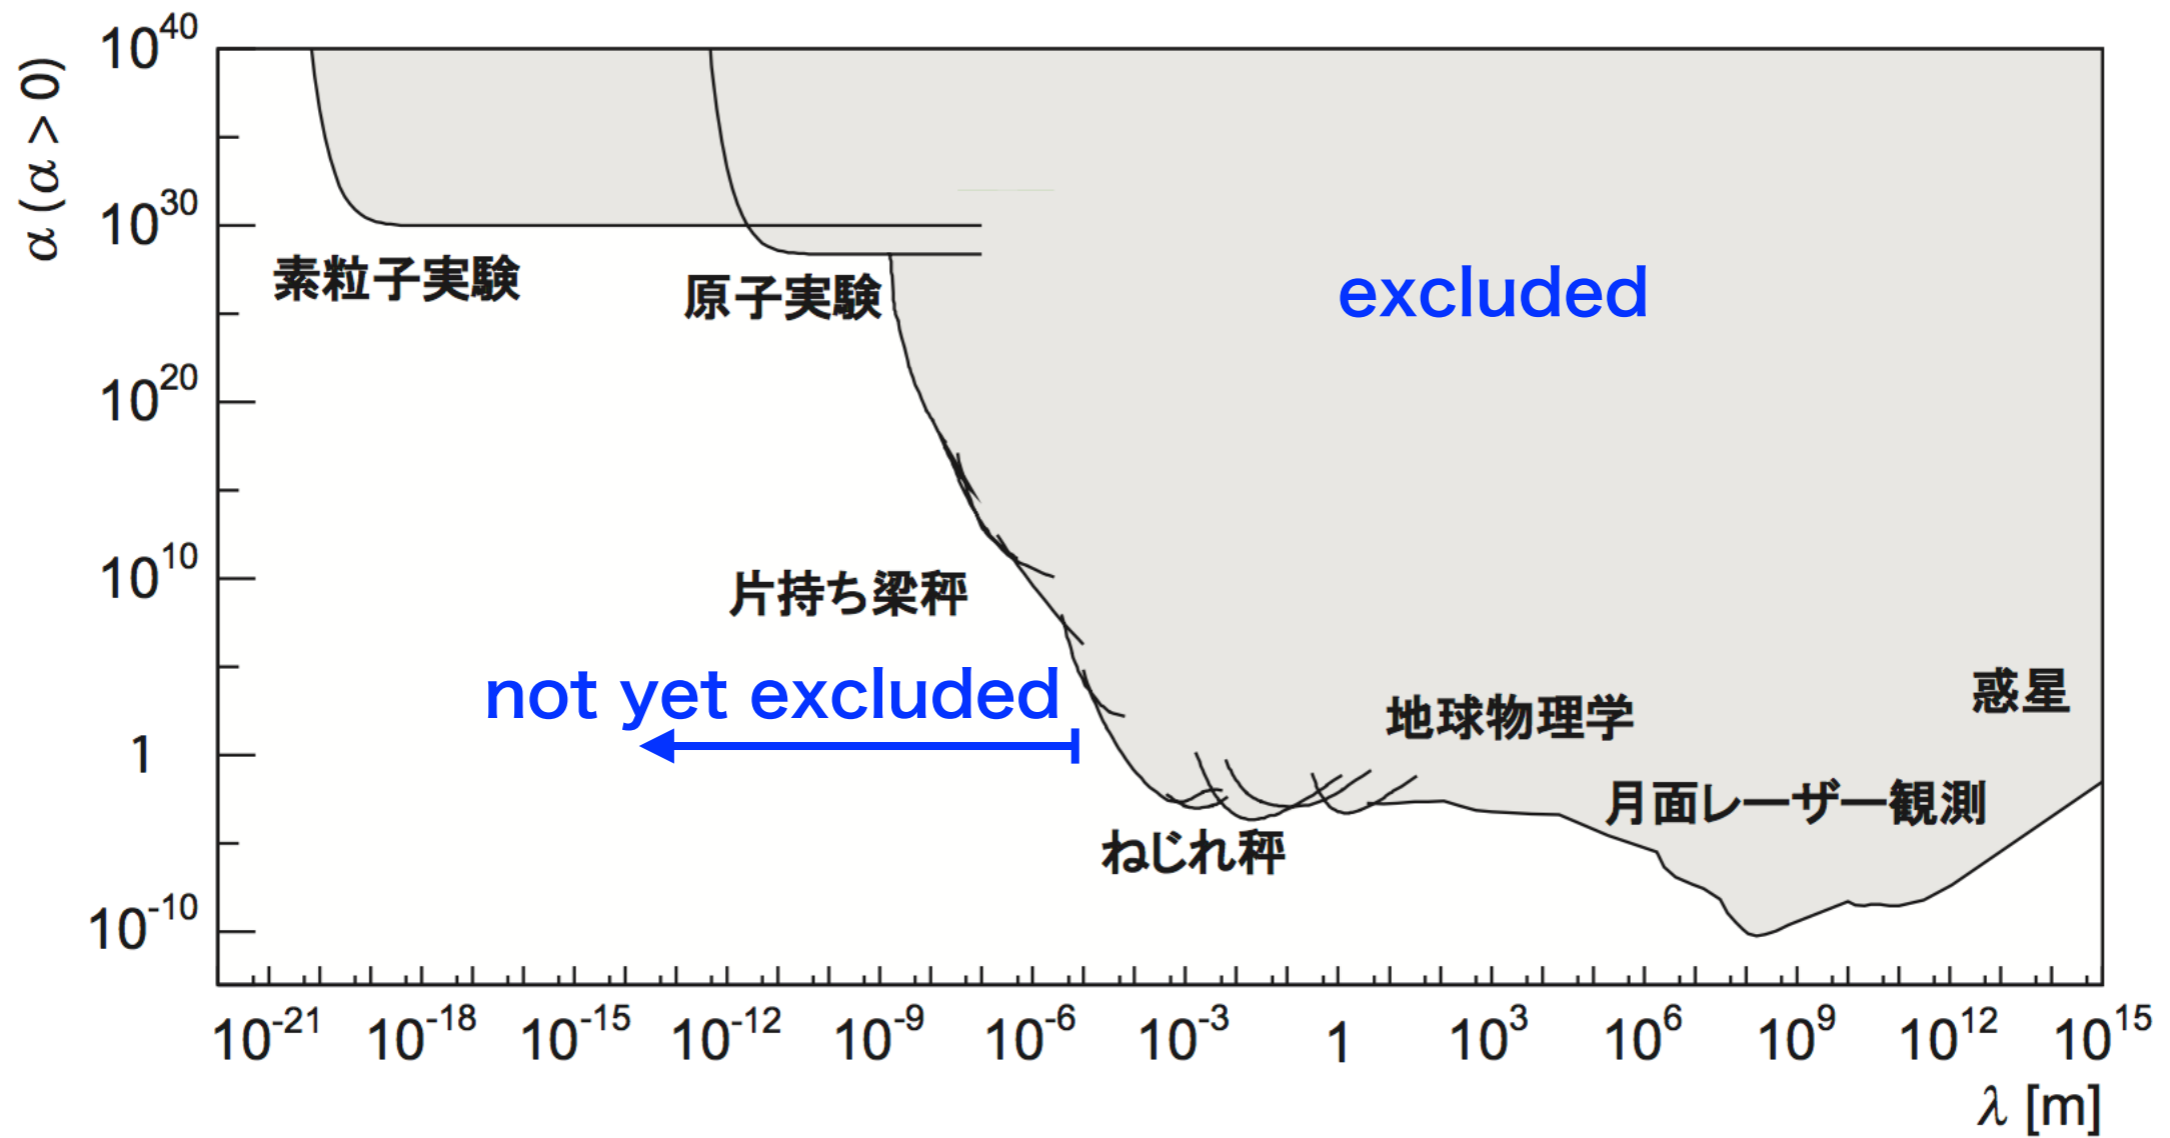 α (α > 0)
10^40
10^30
10^20
10^10
1
10^-10
素粒子実験
原子実験
excluded
片持ち梁秤
not yet excluded
地球物理学
惑星
月面レーザー観測
ねじれ秤
10^-21 10^-18 10^-15 10^-12 10^-9 10^-6 10^-3 1 10^3 10^6 10^9 10^12 10^15
λ [m]